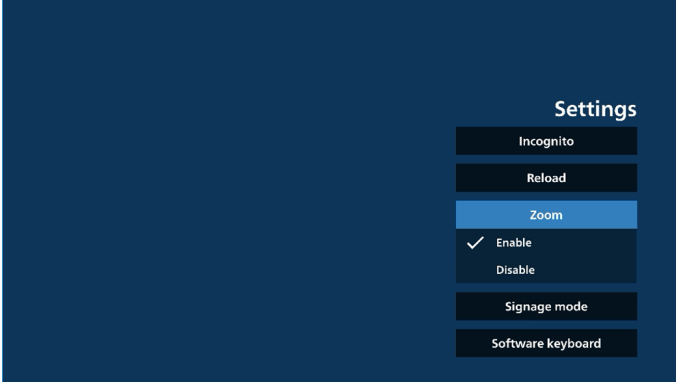 Settings
Incognito
Reload
Zoom
Enable
Disable
Signage mode
Software keyboard